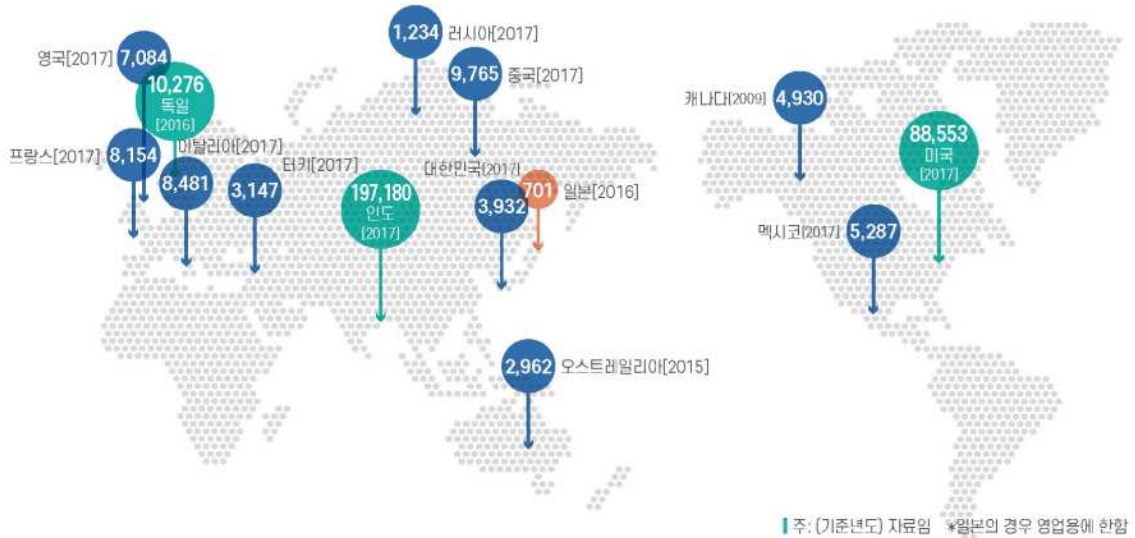 영국[2017] 7,084
10,276
독일
[2016]
1,234 러시아[2017]
9,765 중국[2017]
프랑스[2017] 8,154
이탈리아[2017]
8,481
터키[2017]
3,147
197,180
인도
[2017]
대한민국[2017]
3,932
701 일본[2016]
캐나다[2009] 4,930
88,553
미국
[2017]
멕시코[2017] 5,287
2,962 오스트레일리아[2015]
주: (기준년도) 자료임 *일본의 경우 영업용에 한함